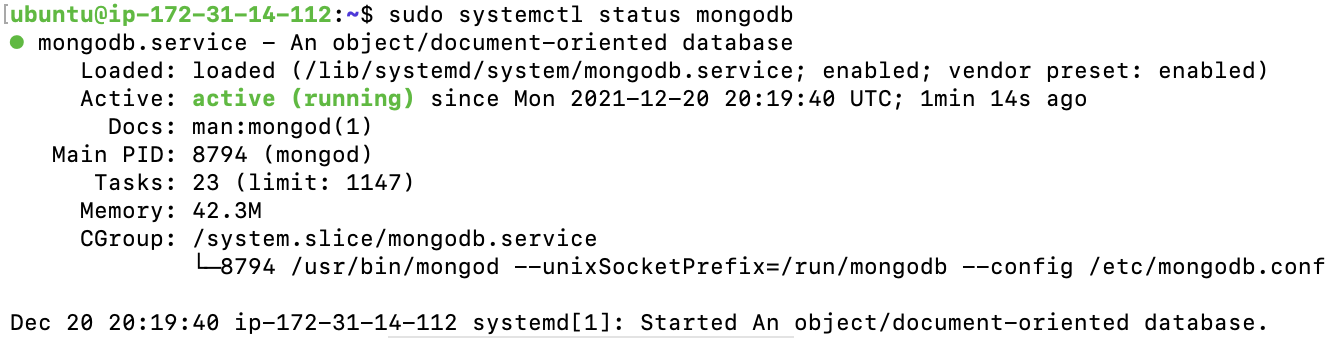 [ubuntu@ip-172-31-14-112:~$ sudo systemctl status mongodb
● mongodb.service - An object/document-oriented database
Loaded: loaded (/lib/systemd/system/mongodb.service; enabled; vendor preset: enabled)
Active: active (running) since Mon 2021-12-20 20:19:40 UTC; 1min 14s ago
Docs: man:mongod(1)
Main PID: 8794 (mongod)
Tasks: 23 (limit: 1147)
Memory: 42.3M
CGroup: /system.slice/mongodb.service
└─8794 /usr/bin/mongod --unixSocketPrefix=/run/mongodb --config /etc/mongodb.conf
Dec 20 20:19:40 ip-172-31-14-112 systemd[1]: Started An object/document-oriented database.